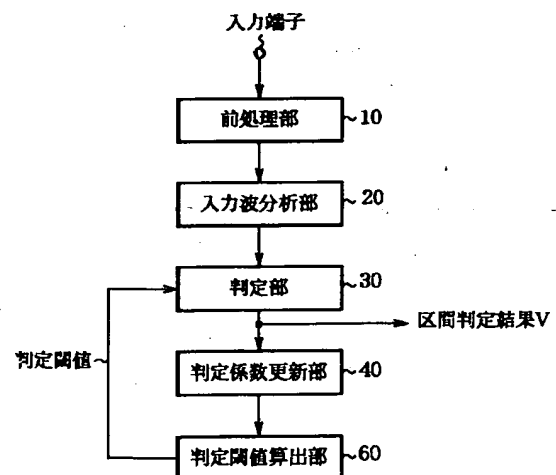 入力端子
前処理部
~10
入力波分析部
~20
判定部
~30
区間判定結果V
判定閾値~
判定係数更新部
~40
判定閾値算出部
~60